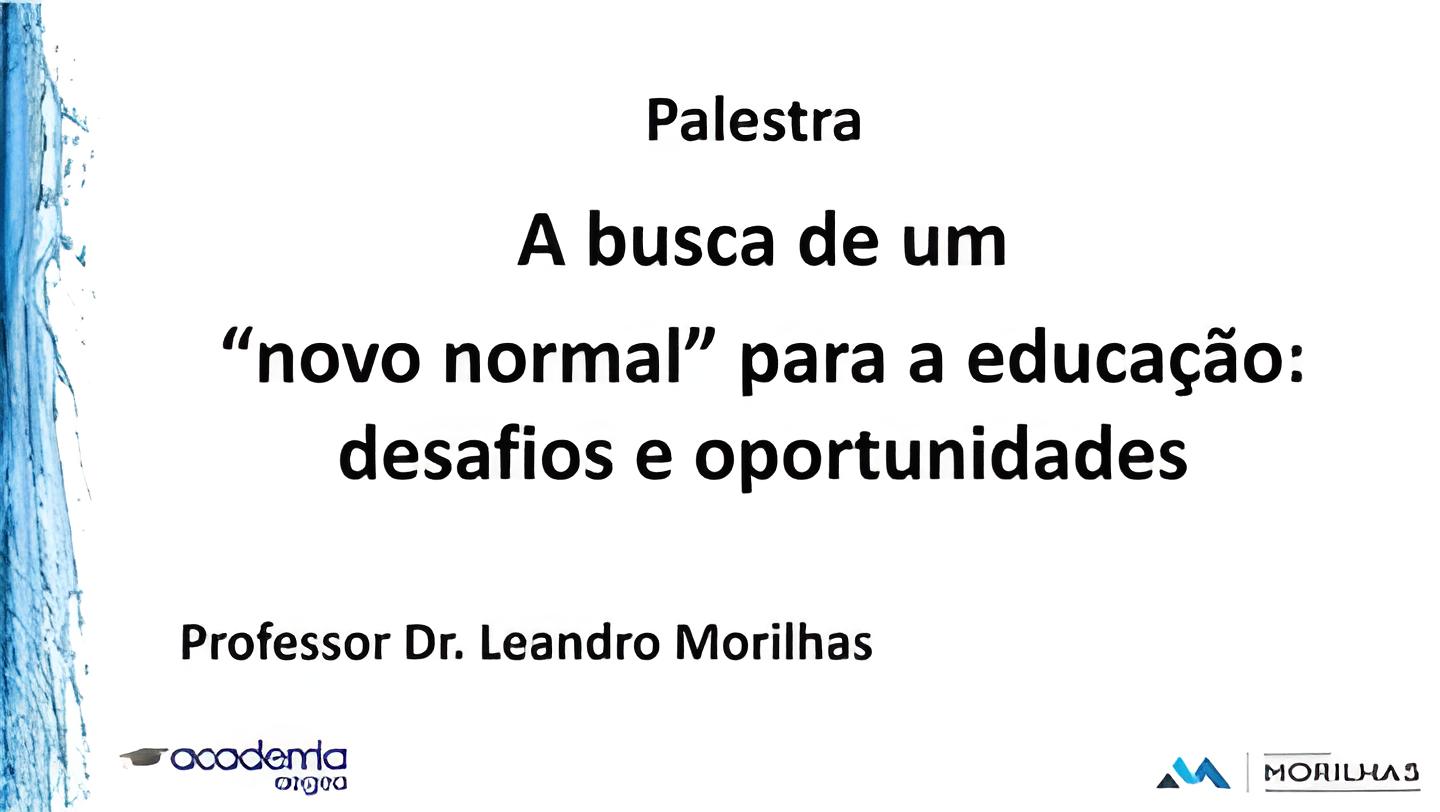 Palestra
A busca de um
“novo normal” para a educação:
desafios e oportunidades
Professor Dr. Leandro Morilhas
academia
MORILHAS